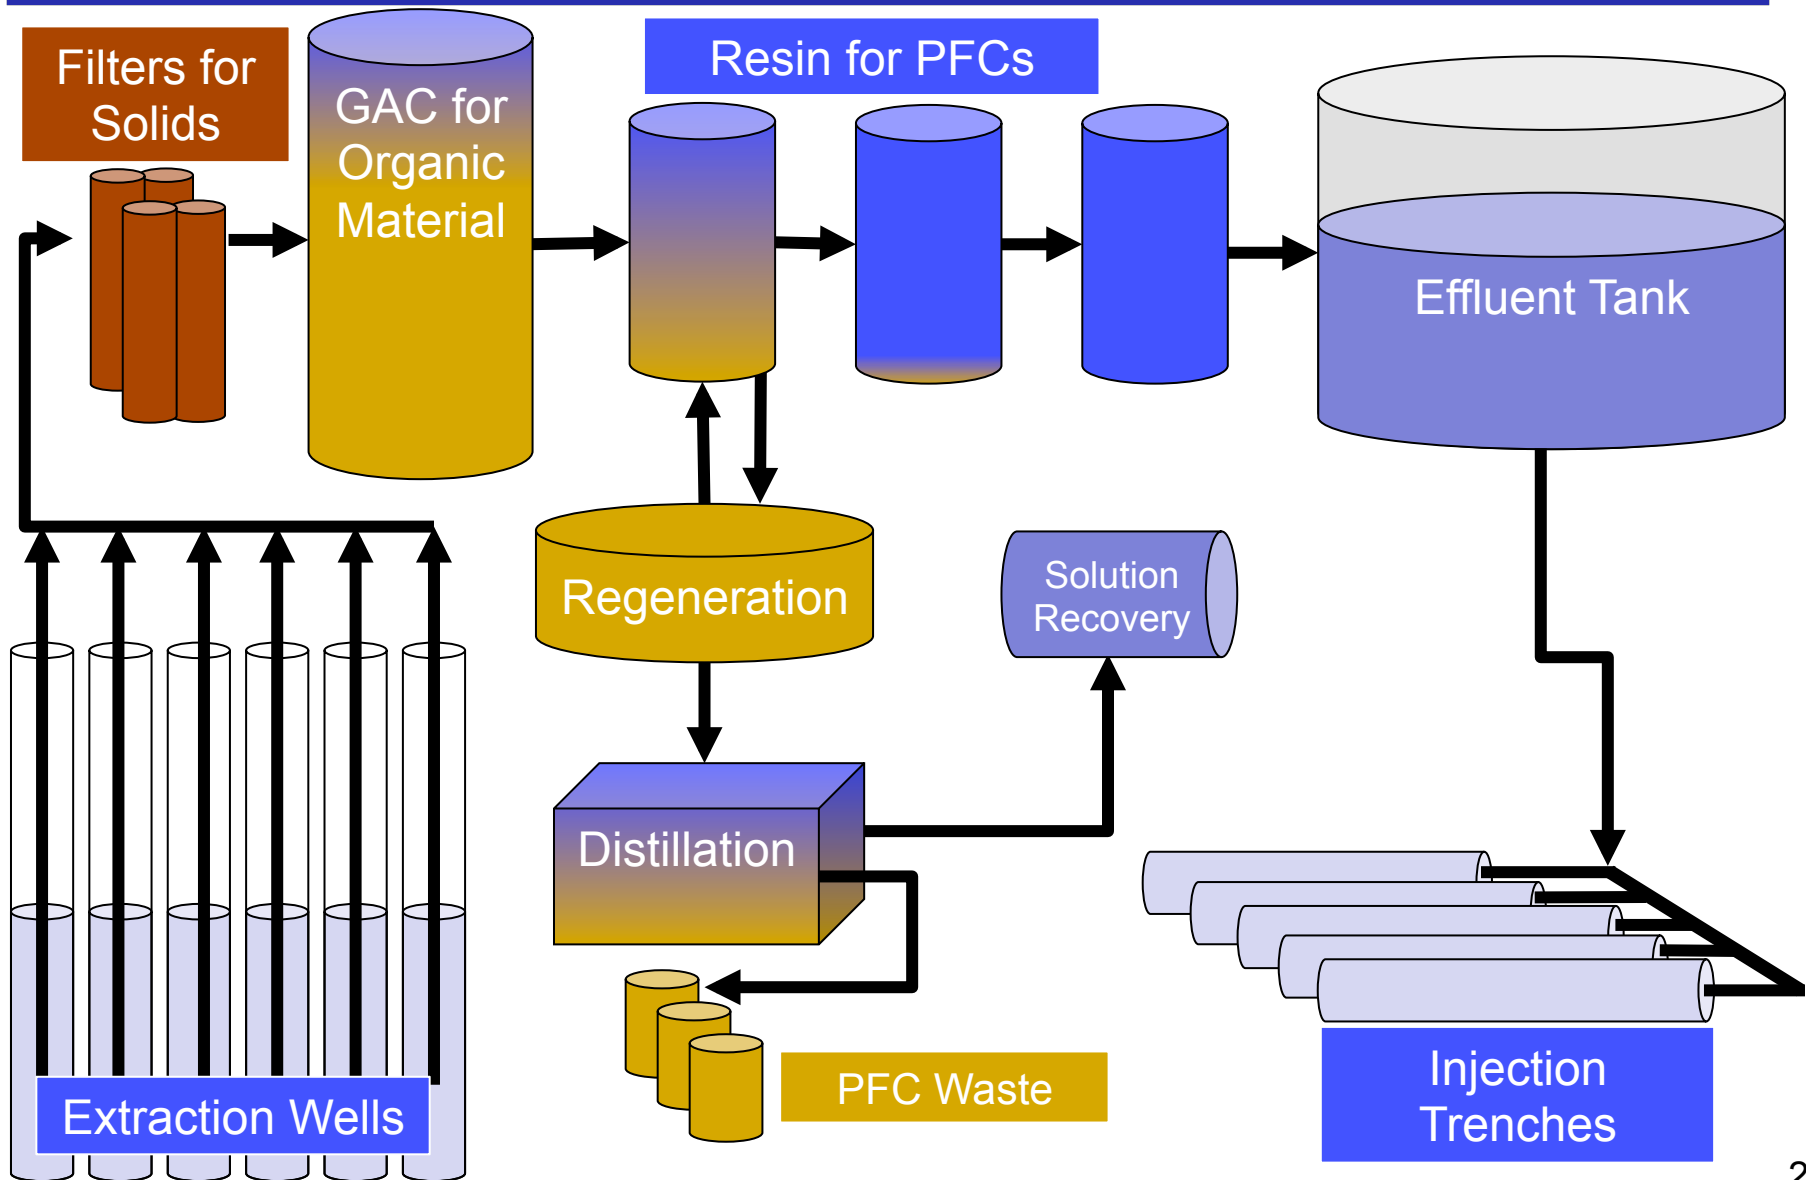 Filters for
Solids
GAC for
Organic
Material
Resin for PFCs
Effluent Tank
Regeneration
Solution
Recovery
Distillation
Extraction Wells
PFC Waste
Injection
Trenches